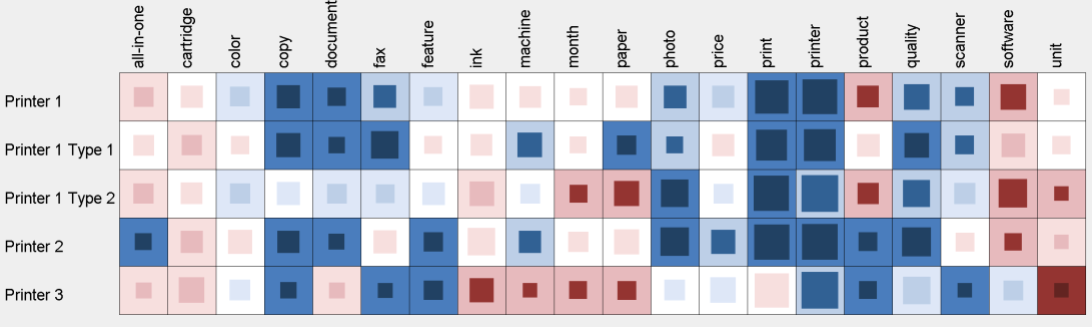 all-in-one
cartridge
color
copy
document
fax
feature
ink
machine
month
paper
photo
price
print
printer
product
quality
scanner
software
unit
Printer 1
Printer 1 Type 1
Printer 1 Type 2
Printer 2
Printer 3